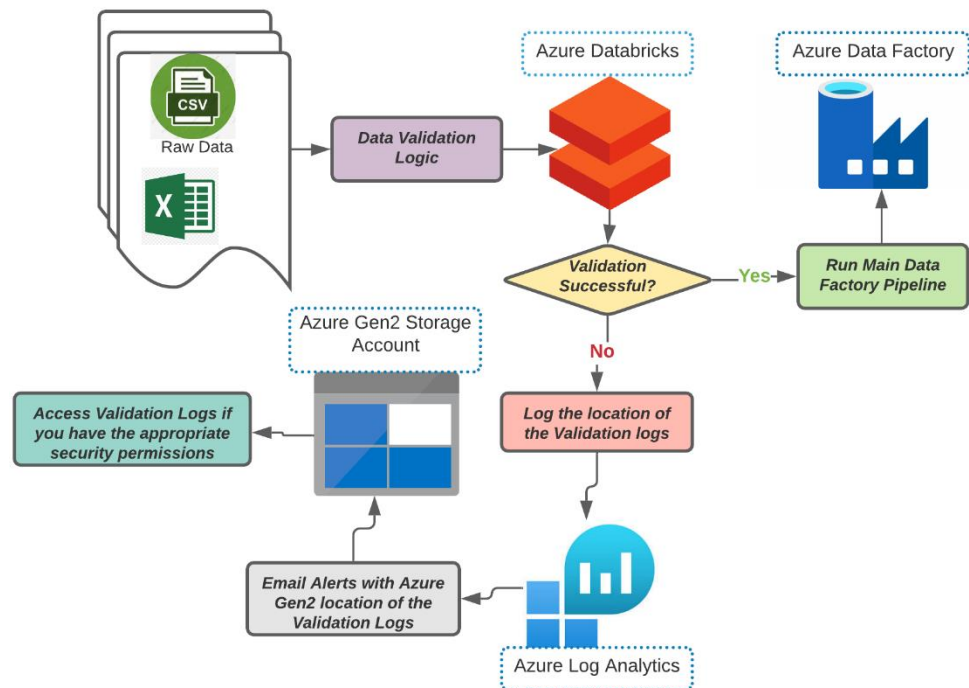 CSV
Raw Data
X
Data Validation
Logic
Azure Databricks
Azure Data Factory
Validation
Successful?
Yes
Run Main Data
Factory Pipeline
No
Log the location of
the Validation logs
Azure Log Analytics
Email Alerts with Azure
Gen2 location of the
Validation Logs
Azure Gen2 Storage
Account
Access Validation Logs if
you have the appropriate
security permissions